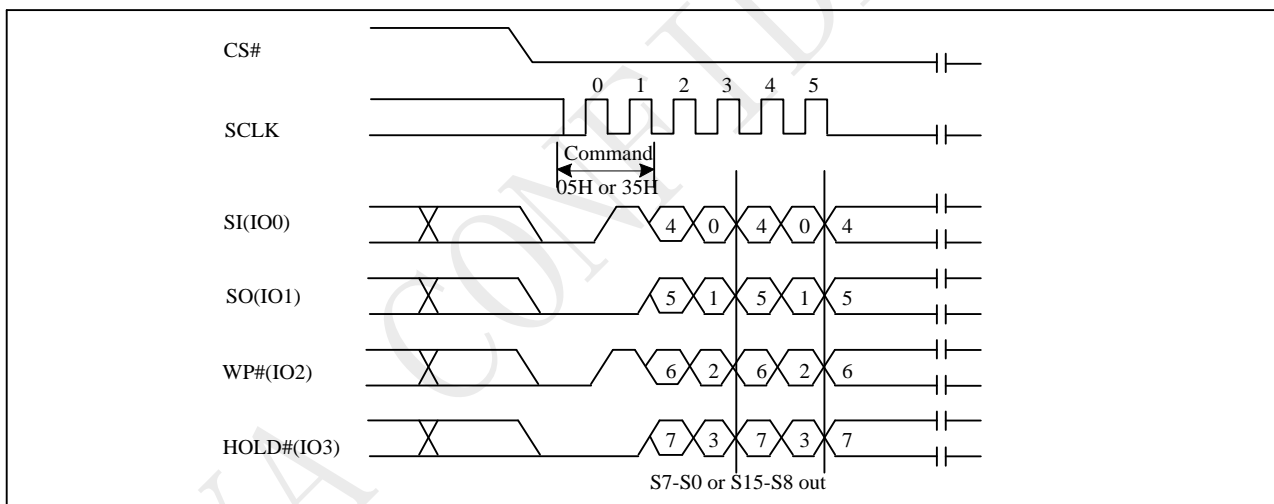 CS#
0 1 2 3 4 5
SCLK
Command
05H or 35H
SI(IO0) 4 0 4 0 4
SO(IO1) 5 1 5 1 5
WP#(IO2) 6 2 6 2 6
HOLD#(IO3) 7 3 7 3 7
S7-S0 or S15-S8 out